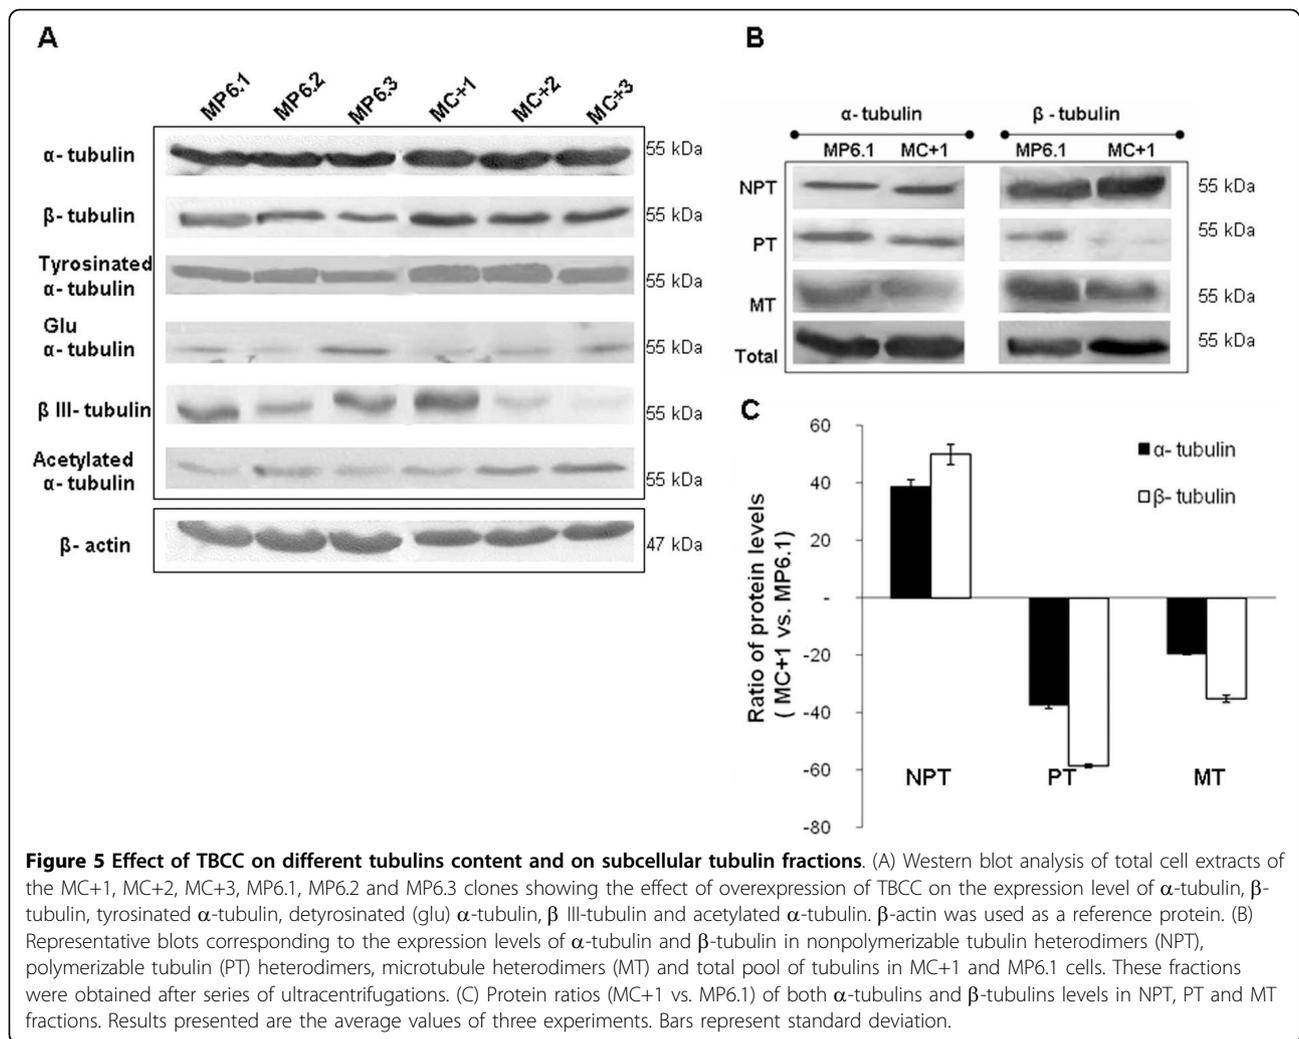 A
MP6.1 MP6.2 MP6.3 MC+1 MC+2 MC+3
α- tubulin 55 kDa
β- tubulin 55 kDa
Tyrosinated
α- tubulin 55 kDa
Glu
α- tubulin 55 kDa
β III- tubulin 55 kDa
Acetylated
α- tubulin 55 kDa
β- actin 47 kDa
B
α- tubulin β - tubulin
MP6.1 MC+1 MP6.1 MC+1
NPT 55 kDa
PT 55 kDa
MT 55 kDa
Total 55 kDa
C
Ratio of protein levels
( MC+1 vs. MP6.1)
60
40
20
-
-20
-40
-60
-80
α- tubulin
β- tubulin
NPT PT MT
Figure 5 Effect of TBCC on different tubulins content and on subcellular tubulin fractions. (A) Western blot analysis of total cell extracts of
the MC+1, MC+2, MC+3, MP6.1, MP6.2 and MP6.3 clones showing the effect of overexpression of TBCC on the expression level of α-tubulin, β-
tubulin, tyrosinated α-tubulin, detyrosinated (glu) α-tubulin, β III-tubulin and acetylated α-tubulin. β-actin was used as a reference protein. (B)
Representative blots corresponding to the expression levels of α-tubulin and β-tubulin in nonpolymerizable tubulin heterodimers (NPT),
polymerizable tubulin (PT) heterodimers, microtubule heterodimers (MT) and total pool of tubulins in MC+1 and MP6.1 cells. These fractions
were obtained after series of ultracentrifugations. (C) Protein ratios (MC+1 vs. MP6.1) of both α-tubulins and β-tubulins levels in NPT, PT and MT
fractions. Results presented are the average values of three experiments. Bars represent standard deviation.